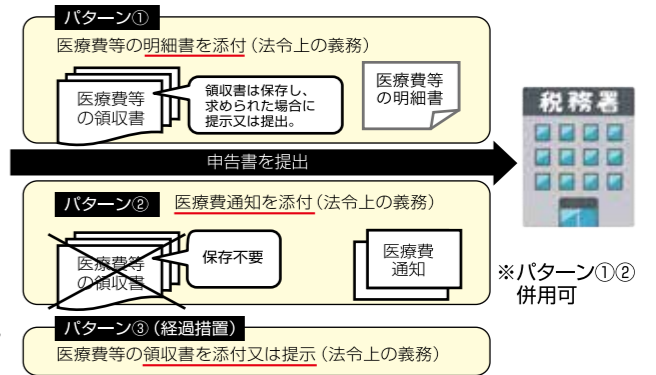 パターン①
医療費等の明細書を添付（法令上の義務）
医療費等
の領収書
領収書は保存し、
求められた場合に
提示又は提出。
医療費等
の明細書
税務署
申告書を提出
パターン② 医療費通知を添付（法令上の義務）
医療費等
の領収書
保存不要
医療費
通知
※パターン①②
併用可
パターン③（経過措置）
医療費等の領収書を添付又は提示（法令上の義務）